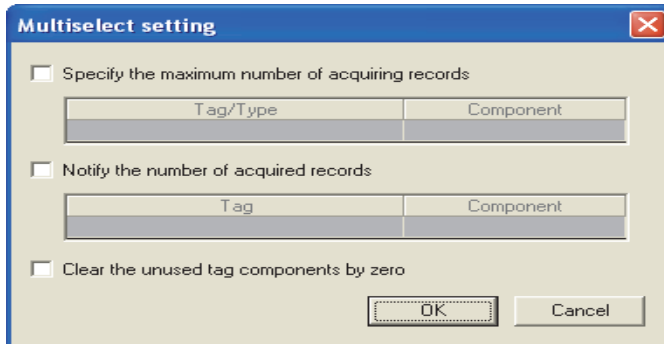 Multiselect setting
Specify the maximum number of acquiring records
Tag/Type Component
Notify the number of acquired records
Tag Component
Clear the unused tag components by zero
OK Cancel